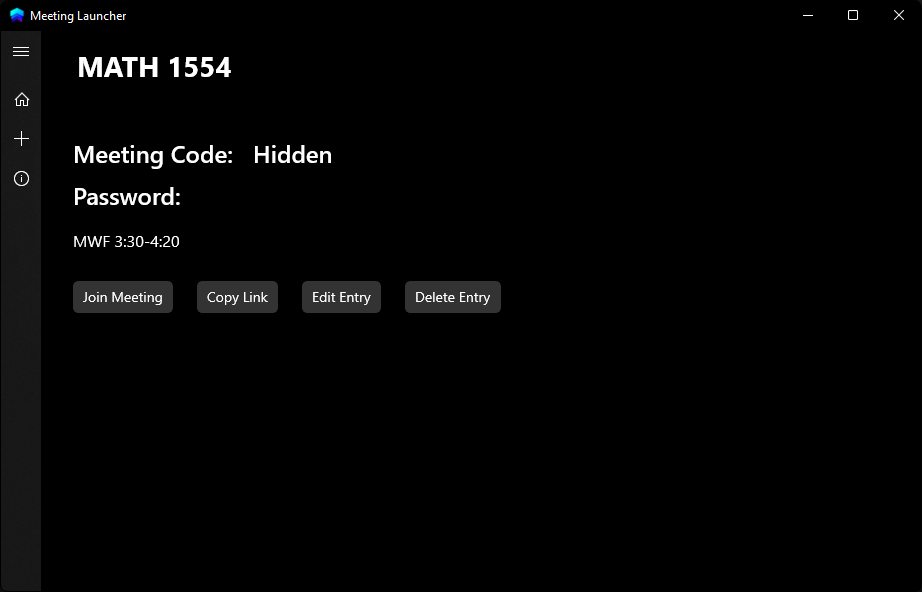 Meeting Launcher
MATH 1554
Meeting Code: Hidden
Password:
MWF 3:30-4:20
Join Meeting Copy Link Edit Entry Delete Entry